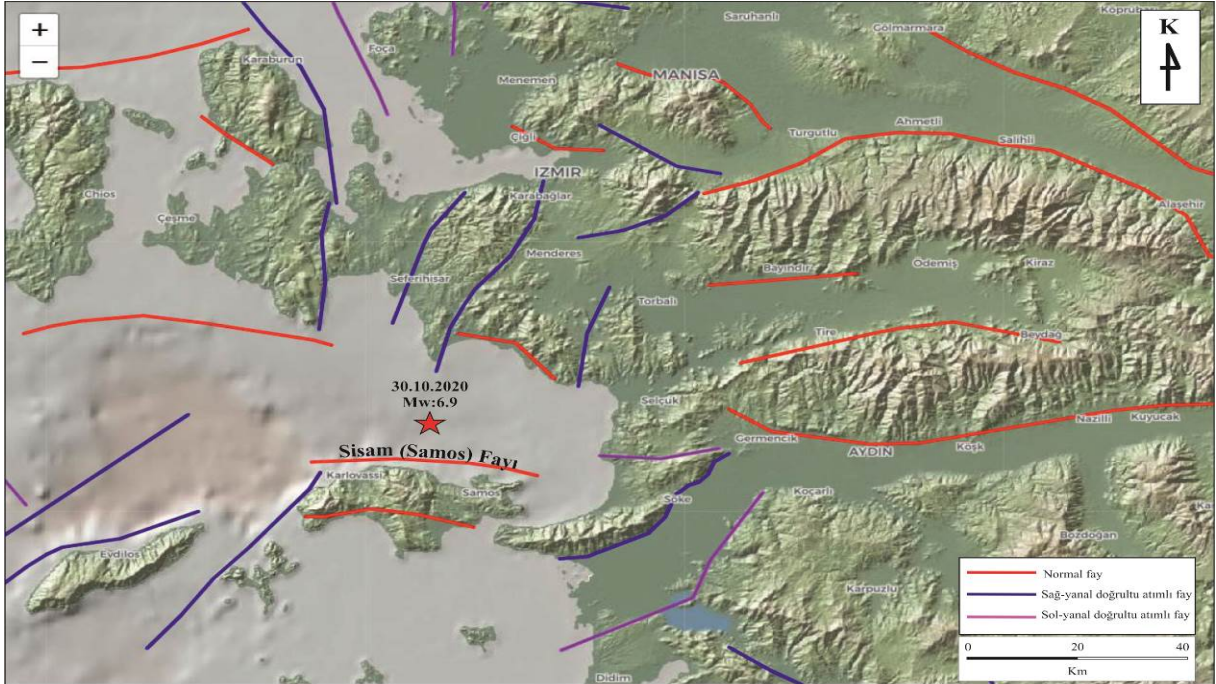 +
−
K
Saruhanlı
Gölmarmara
Foça
Karaburun
Menemen
MANISA
Çiğli
Turgutlu
Ahmetli
Salihli
IZMIR
Karabağlar
Chios
Çeşme
Alaşehir
Menderes
Seferihisar
Bayındır
Ödemiş
Kiraz
Torbalı
Tire
Beydağ
30.10.2020
Mw:6.9
Selçuk
Nazilli
Kuyucak
Germencik
Köşk
AYDIN
Sisam (Samos) Fayı
Karlovassi
Samos
Söke
Koçarlı
Bozdoğan
Evdilos
Karpuzlu
Didim
Normal fay
Sağ-yanal doğrultu atımlı fay
Sol-yanal doğrultu atımlı fay
0 20 40
Km